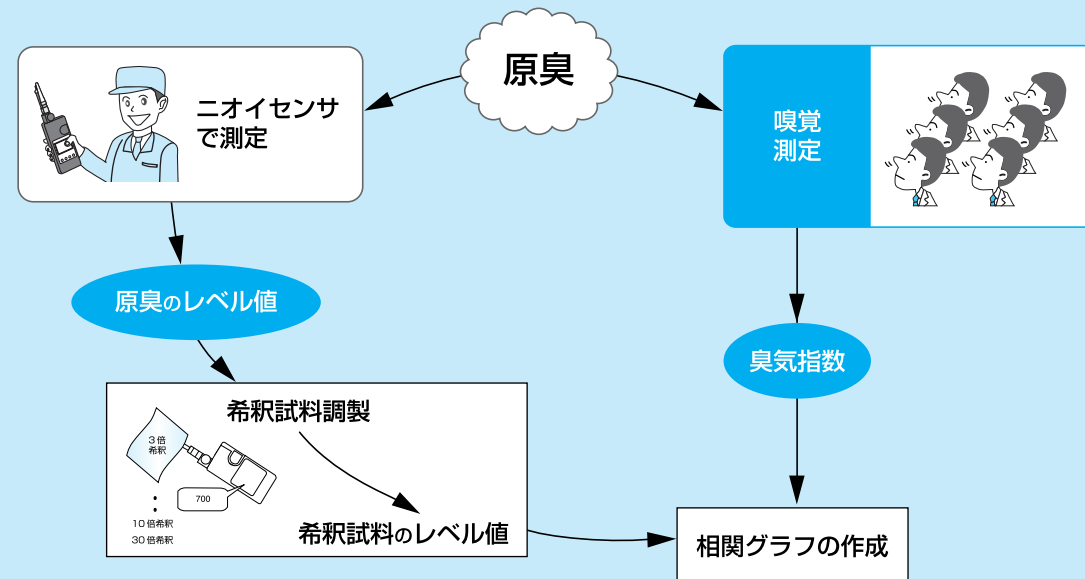 原臭
ニオイセンサ
で測定
嗅覚
測定
原臭のレベル値
臭気指数
希釈試料調製
3倍
希釈
700
10倍希釈
30倍希釈
希釈試料のレベル値
相関グラフの作成